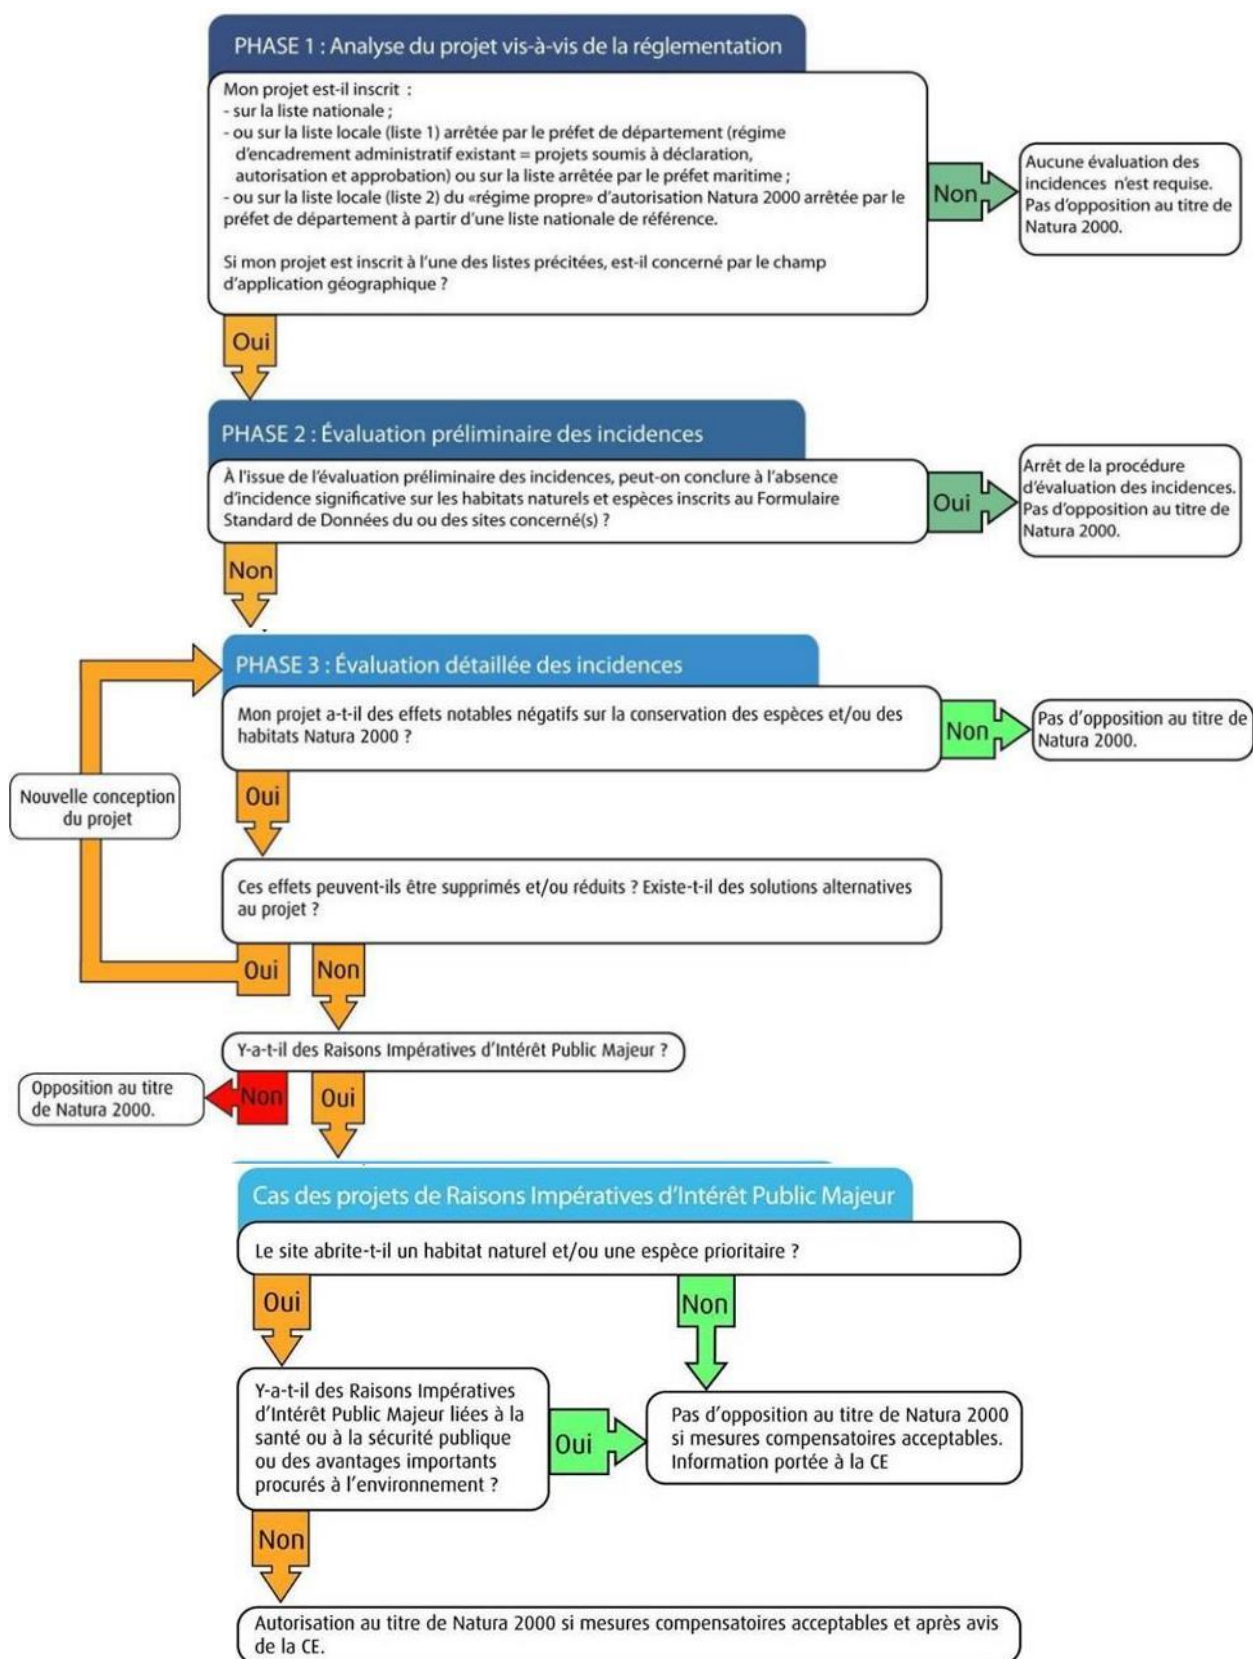 PHASE 1 : Analyse du projet vis-à-vis de la réglementation
Mon projet est-il inscrit :
- sur la liste nationale ;
- ou sur la liste locale (liste 1) arrêtée par le préfet de département (régime
d'encadrement administratif existant = projets soumis à déclaration,
autorisation et approbation) ou sur la liste arrêtée par le préfet maritime ;
- ou sur la liste locale (liste 2) du «régime propre» d'autorisation Natura 2000 arrêtée par le
préfet de département à partir d'une liste nationale de référence.
Si mon projet est inscrit à l'une des listes précitées, est-il concerné par le champ
d'application géographique ?
Non
Aucune évaluation des
incidences n'est requise.
Pas d'opposition au titre de
Natura 2000.
Oui
PHASE 2 : Évaluation préliminaire des incidences
À l'issue de l'évaluation préliminaire des incidences, peut-on conclure à l'absence
d'incidence significative sur les habitats naturels et espèces inscrits au Formulaire
Standard de Données du ou des sites concerné(s) ?
Oui
Arrêt de la procédure
d'évaluation des incidences.
Pas d'opposition au titre de
Natura 2000.
Non
PHASE 3 : Évaluation détaillée des incidences
Mon projet a-t-il des effets notables négatifs sur la conservation des espèces et/ou des
habitats Natura 2000 ?
Non
Pas d'opposition au titre de
Natura 2000.
Oui
Nouvelle conception
du projet
Ces effets peuvent-ils être supprimés et/ou réduits ? Existe-t-il des solutions alternatives
au projet ?
Oui
Non
Y-a-t-il des Raisons Impératives d'Intérêt Public Majeur ?
Opposition au titre
de Natura 2000.
Non
Oui
Cas des projets de Raisons Impératives d'Intérêt Public Majeur
Le site abrite-t-il un habitat naturel et/ou une espèce prioritaire ?
Oui
Non
Y-a-t-il des Raisons Impératives
d'Intérêt Public Majeur liées à la
santé ou à la sécurité publique
ou des avantages importants
procurés à l'environnement ?
Oui
Pas d'opposition au titre de Natura 2000
si mesures compensatoires acceptables.
Information portée à la CE
Non
Autorisation au titre de Natura 2000 si mesures compensatoires acceptables et après avis
de la CE.